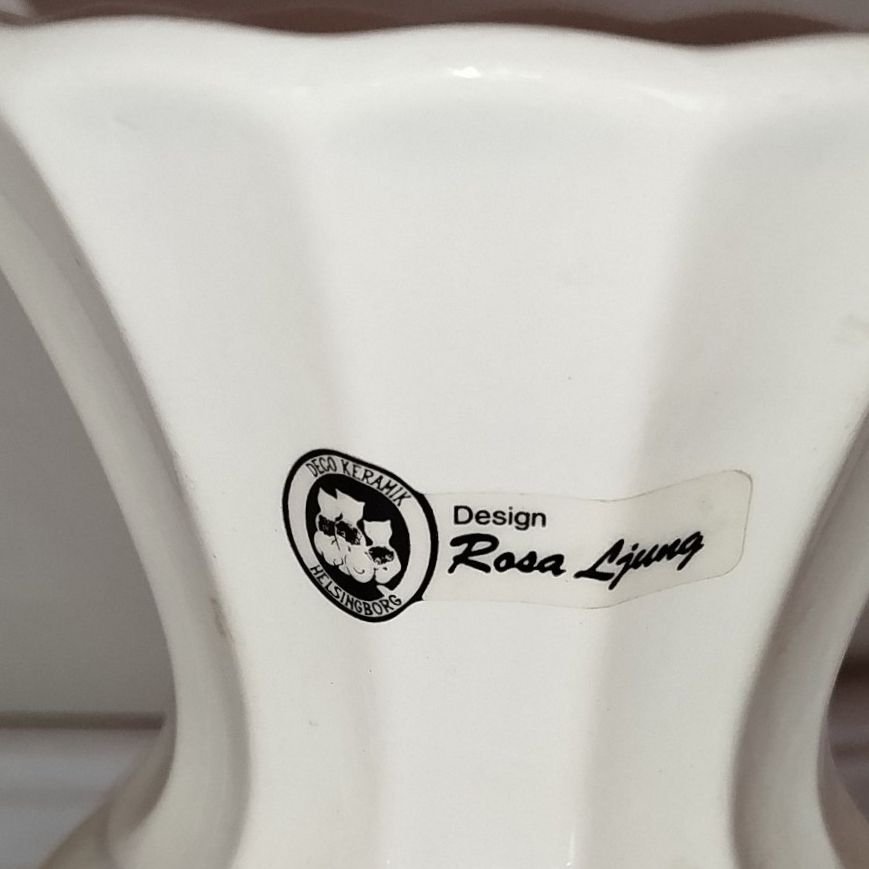 DECO KERAMIK
HELSINGBORG
Design
Rosa Ljung